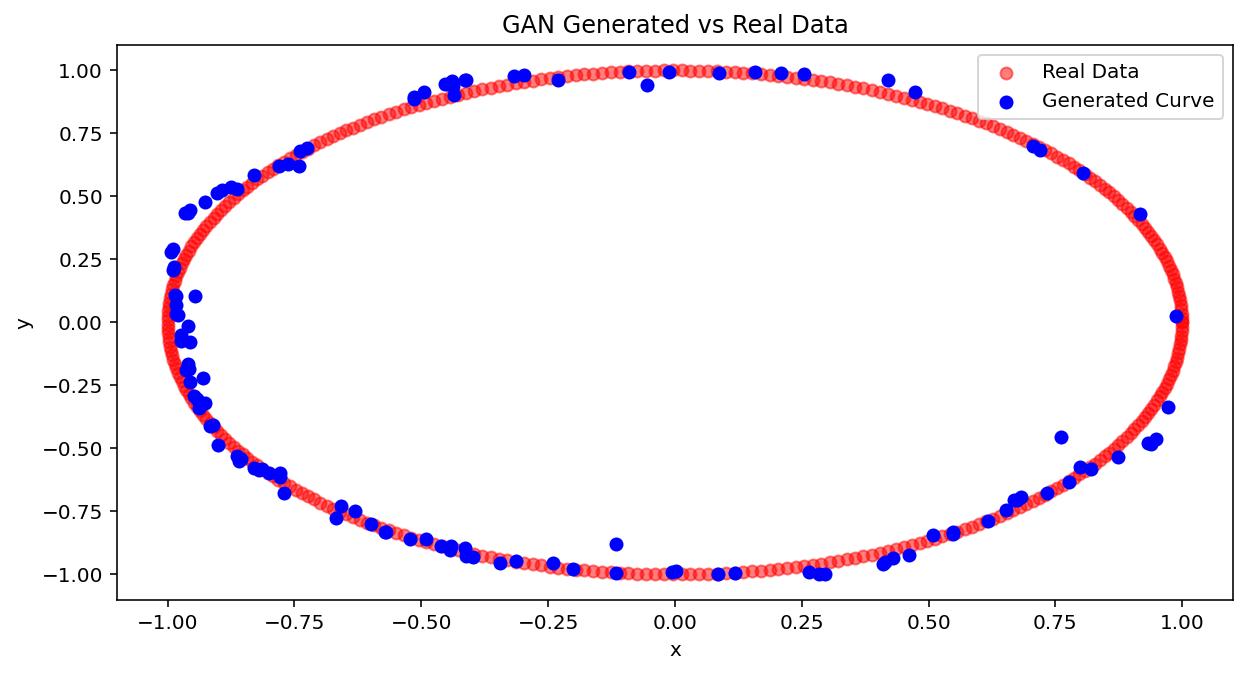 GAN Generated vs Real Data
Real Data
Generated Curve
1.00
0.75
0.50
0.25
0.00
−0.25
−0.50
−0.75
−1.00
y
−1.00 −0.75 −0.50 −0.25 0.00 0.25 0.50 0.75 1.00
x